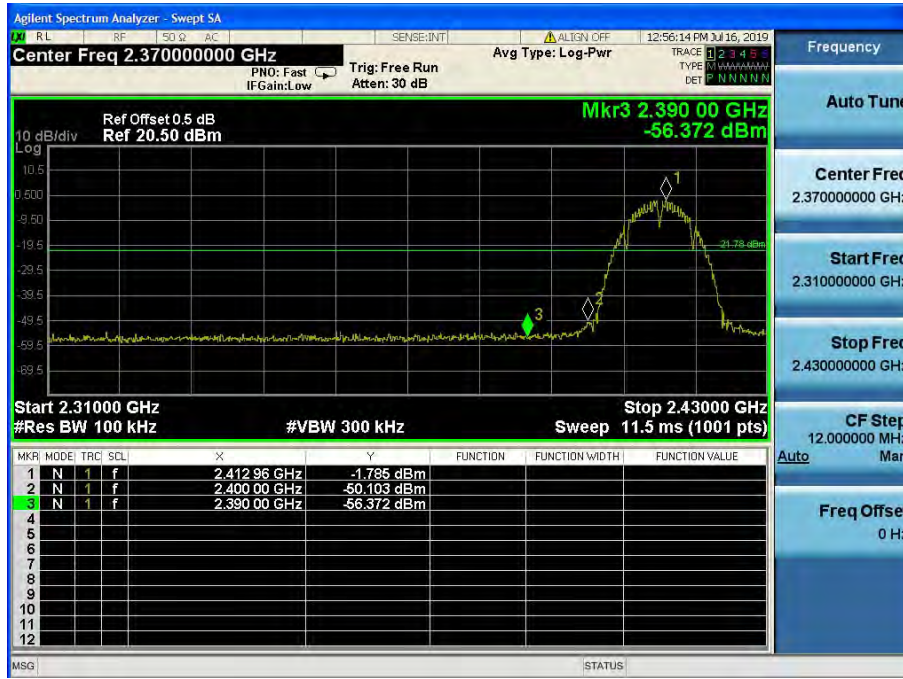 Agilent Spectrum Analyzer - Swept SA
LXI RL RF 50 Ω AC SENSE:INT ALIGN OFF 12:56:14 PM Jul 16, 2019
Center Freq 2.370000000 GHz
PNO: Fast
IFGain:Low
Trig: Free Run
Atten: 30 dB
Avg Type: Log-Pwr
TRACE 1 2 3 4 5 6
TYPE M WWWWW
DET P N N N N N
Ref Offset 0.5 dB
10 dB/div Ref 20.50 dBm
Log
Mkr3 2.390 00 GHz
-56.372 dBm
10.5
0.500
-9.50
-19.5
-29.5
-39.5
-49.5
-59.5
-69.5
1
-21.78 dBm
2
3
Start 2.31000 GHz Stop 2.43000 GHz
#Res BW 100 kHz #VBW 300 kHz Sweep 11.5 ms (1001 pts)
MKR MODE TRC SCL X Y FUNCTION FUNCTION WIDTH FUNCTION VALUE
1 N 1 f 2.412 96 GHz -1.785 dBm
2 N 1 f 2.400 00 GHz -50.103 dBm
3 N 1 f 2.390 00 GHz -56.372 dBm
4
5
6
7
8
9
10
11
12
MSG STATUS
Frequency
Auto Tune
Center Freq
2.370000000 GHz
Start Freq
2.310000000 GHz
Stop Freq
2.430000000 GHz
CF Step
12.000000 MHz
Auto Man
Freq Offset
0 Hz